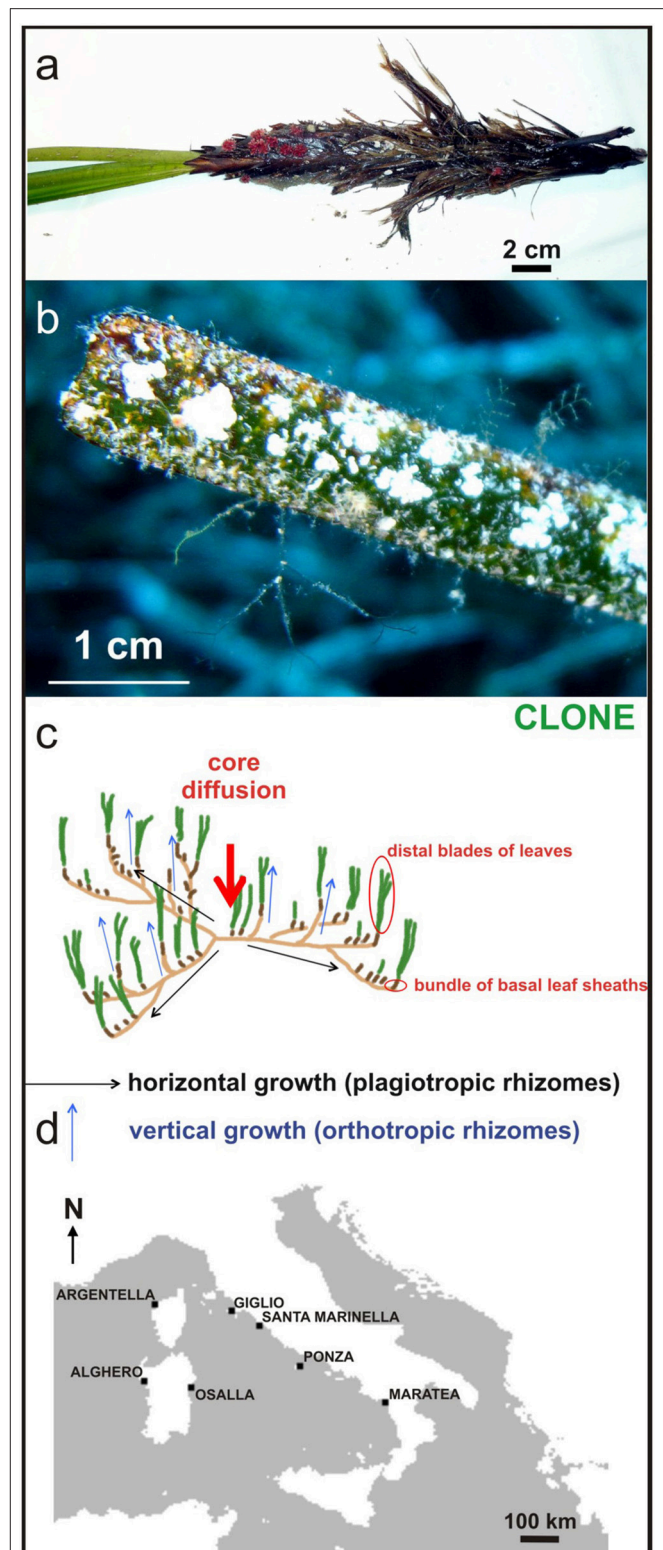 a
2 cm
b
1 cm
CLONE
c
core
diffusion
distal blades of leaves
bundle of basal leaf sheaths
horizontal growth (plagiotropic rhizomes)
d
vertical growth (orthotropic rhizomes)
N
ARGENTELLA
GIGLIO
SANTA MARINELLA
PONZA
ALGHERO
OSALLA
MARATEA
100 km